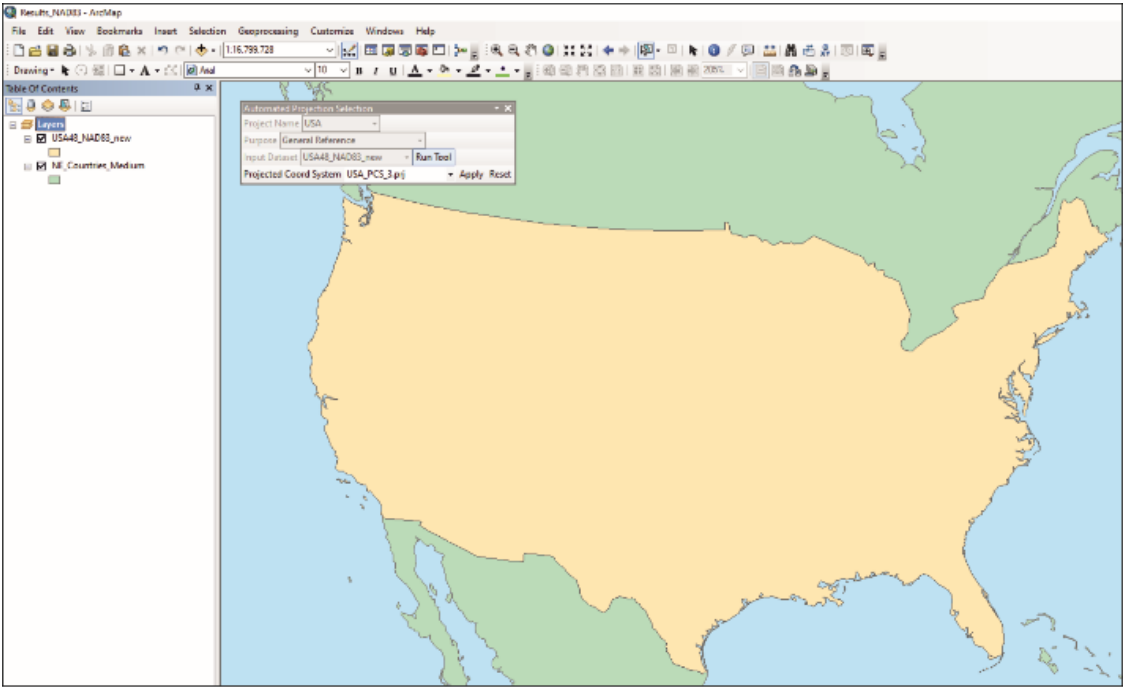 Results_NAD83 - ArcMap
File Edit View Bookmarks Insert Selection Geoprocessing Customize Windows Help
1:16,799,728
Drawing A Arial 10 B I U A 205%
Table Of Contents
Layers
USA48_NAD83_new
NE_Countries_Medium
Automated Projection Selection
Project Name USA
Purpose General Reference
Input Dataset USA48_NAD83_new Run Tool
Projected Coord System USA_PCS_3.prj Apply Reset